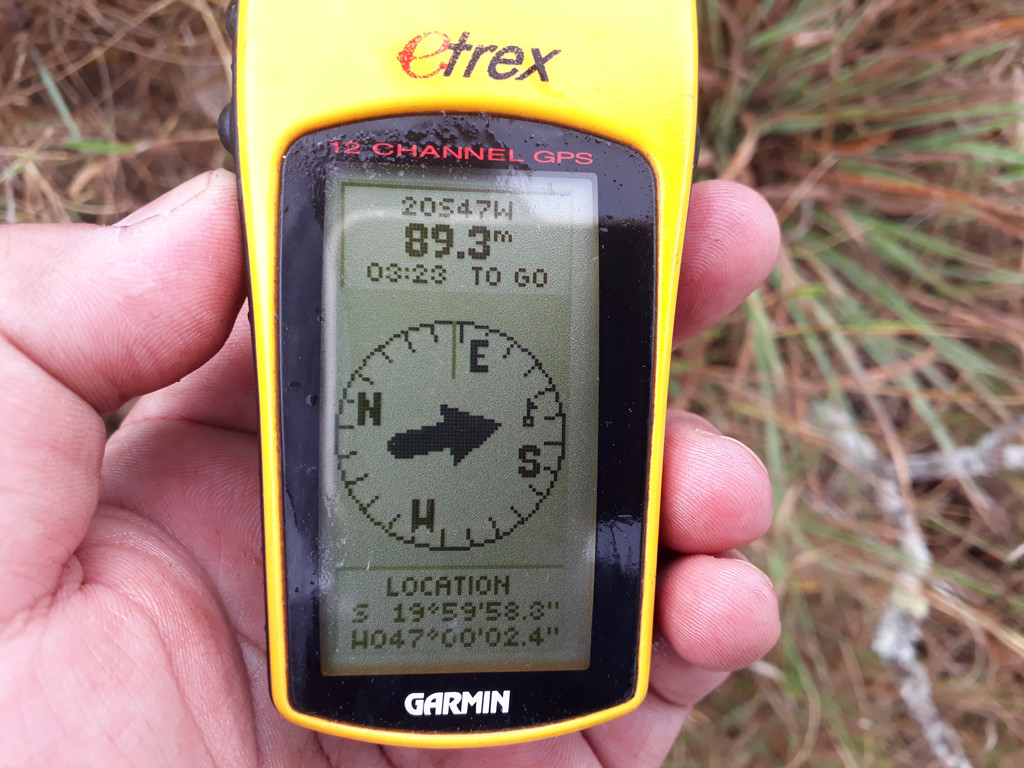 etrex
12 CHANNEL GPS
20S47W
89.3m
03:23 TO GO
E
N
S
W
LOCATION
S 19°59'58.3"
W047°00'02.4"
GARMIN